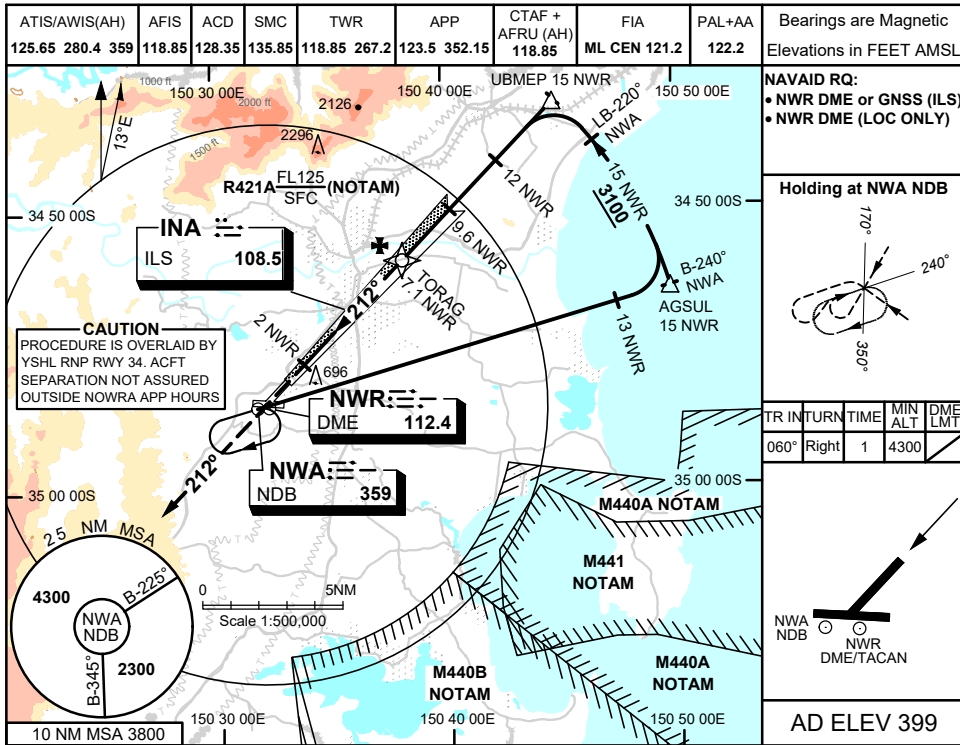 ATIS/AWIS(AH) AFIS ACD SMC TWR APP CTAF + AFRU (AH) FIA PAL+AA
125.65 280.4 359 118.85 128.35 135.85 118.85 267.2 123.5 352.15 118.85 ML CEN 121.2 122.2
Bearings are Magnetic
Elevations in FEET AMSL
1000 ft
150 30 00E
2000 ft
2126
150 40 00E
UBMEP 15 NWR
150 50 00E
13°E
1500 ft
2296
LB-220°
NWA
R421A FL125 (NOTAM)
SFC
12 NWR
15 NWR
3100
34 50 00S
34 50 00S
9.6 NWR
INA
ILS 108.5
TORAG
7.1 NWR
B-240°
NWA
AGSUL
15 NWR
212°
13 NWR
CAUTION
PROCEDURE IS OVERLAID BY
YSHL RNP RWY 34. ACFT
SEPARATION NOT ASSURED
OUTSIDE NOWRA APP HOURS
2 NWR
696
NWR
DME 112.4
NWA
NDB 359
212°
35 00 00S
35 00 00S
M440A NOTAM
M441
NOTAM
M440A
NOTAM
M440B
NOTAM
25 NM MSA
4300
B-225°
NWA
NDB
2300
B-345°
10 NM MSA 3800
0 5NM
Scale 1:500,000
150 30 00E
150 40 00E
150 50 00E
NAVAID RQ:
• NWR DME or GNSS (ILS)
• NWR DME (LOC ONLY)
Holding at NWA NDB
170°
240°
350°
TR IN TURN TIME MIN ALT DME LMT
060° Right 1 4300
NWA
NDB
NWR
DME/TACAN
AD ELEV 399